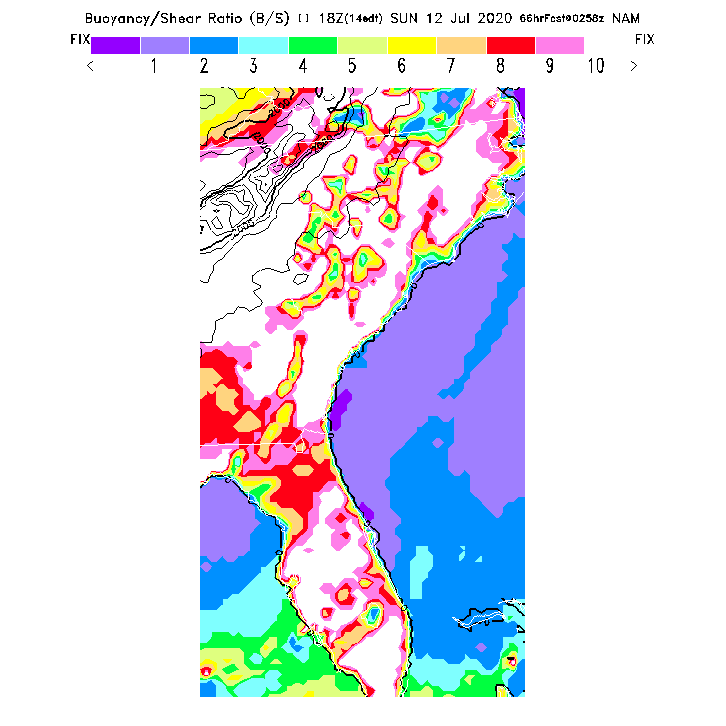 Buoyancy/Shear Ratio (B/S) [] 18Z(14edt) SUN 12 Jul 2020 66hrFcst@0258z NAM
FIX FIX
< 1 2 3 4 5 6 7 8 9 10 >